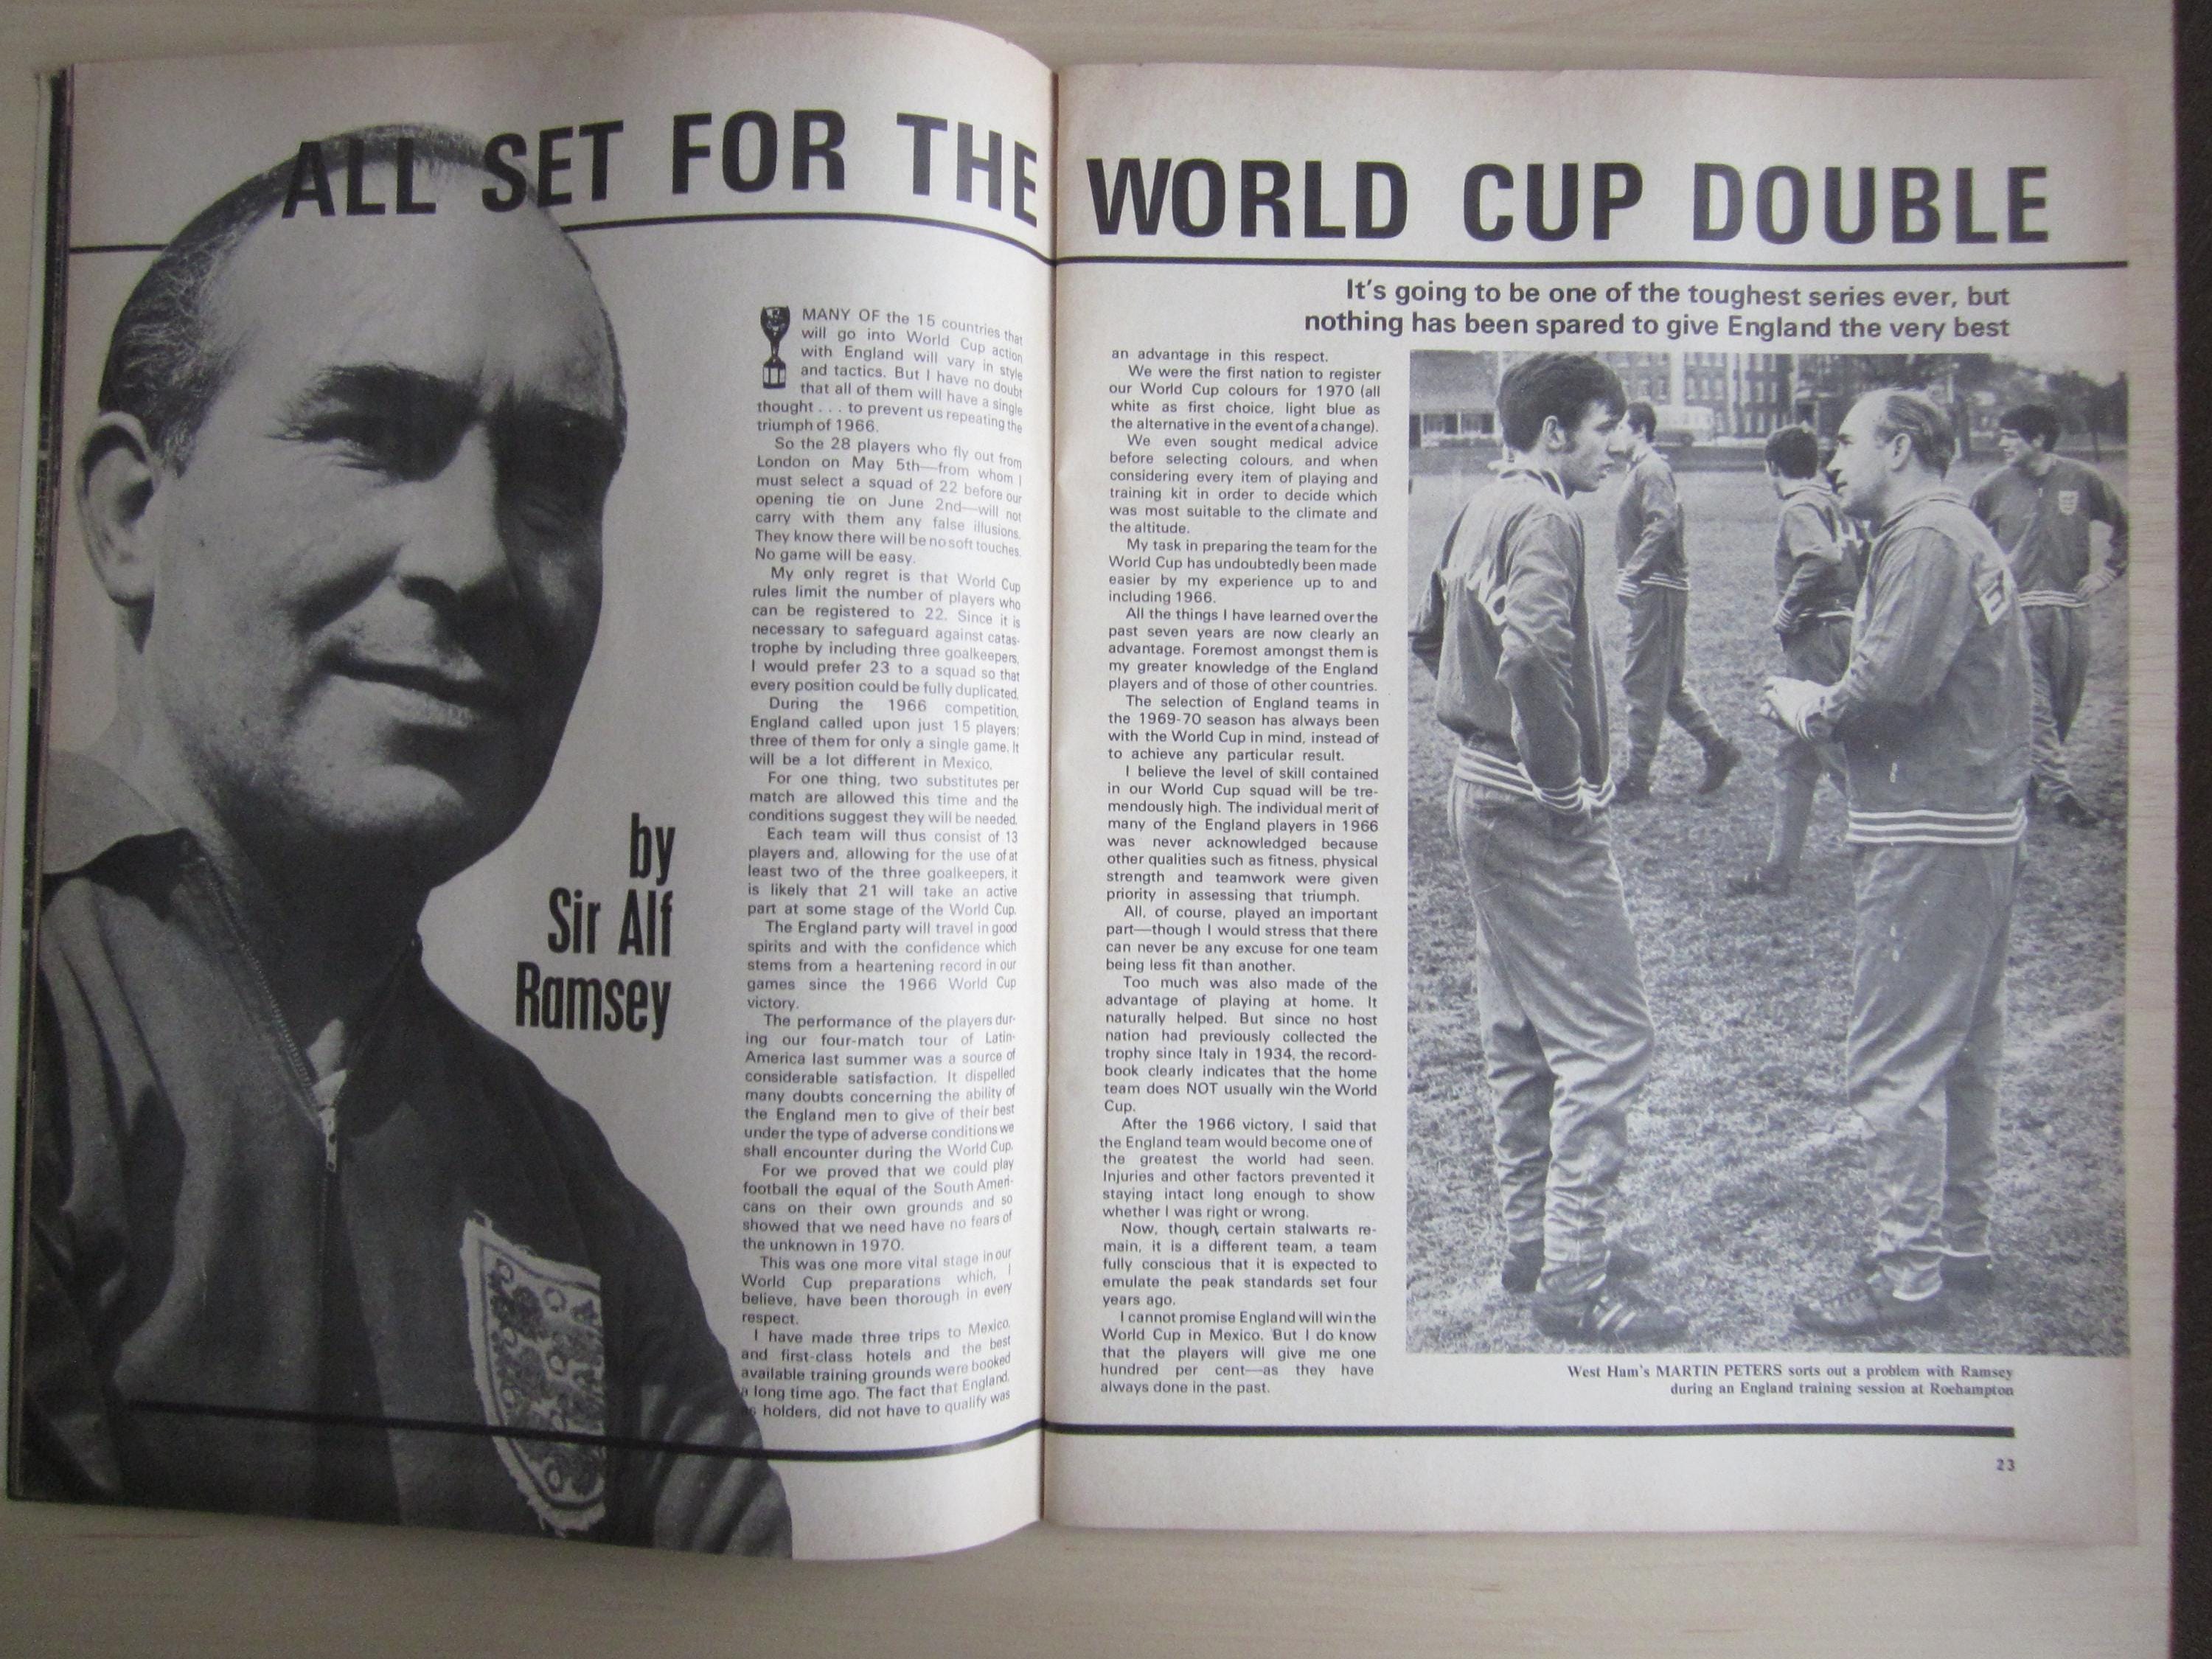 ALL SET FOR THE WORLD CUP DOUBLE
It's going to be one of the toughest series ever, but
nothing has been spared to give England the very best
by
Sir Alf
Ramsey
MANY OF the 15 countries that
will go into World Cup action
with England will vary in style
and tactics. But I have no doubt
that all of them will have a single
thought . . . to prevent us repeating the
triumph of 1966.
So the 28 players who fly out from
London on May 5th—from whom I
must select a squad of 22 before our
opening tie on June 2nd—will not
carry with them any false illusions.
They know there will be no soft touches.
No game will be easy.
My only regret is that World Cup
rules limit the number of players who
can be registered to 22. Since it is
necessary to safeguard against catas-
trophe by including three goalkeepers,
I would prefer 23 to a squad so that
every position could be fully duplicated.
During the 1966 competition,
England called upon just 15 players;
three of them for only a single game. It
will be a lot different in Mexico.
For one thing, two substitutes per
match are allowed this time and the
conditions suggest they will be needed.
Each team will thus consist of 13
players and, allowing for the use of at
least two of the three goalkeepers, it
is likely that 21 will take an active
part at some stage of the World Cup.
The England party will travel in good
spirits and with the confidence which
stems from a heartening record in our
games since the 1966 World Cup
victory.
The performance of the players dur-
ing our four-match tour of Latin-
America last summer was a source of
considerable satisfaction. It dispelled
many doubts concerning the ability of
the England men to give of their best
under the type of adverse conditions we
shall encounter during the World Cup.
For we proved that we could play
football the equal of the South Ameri-
cans on their own grounds and so
showed that we need have no fears of
the unknown in 1970.
This was one more vital stage in our
World Cup preparations which, I
believe, have been thorough in every
respect.
I have made three trips to Mexico,
and first-class hotels and the best
available training grounds were booked
a long time ago. The fact that England,
as holders, did not have to qualify was
an advantage in this respect.
We were the first nation to register
our World Cup colours for 1970 (all
white as first choice, light blue as
the alternative in the event of a change).
We even sought medical advice
before selecting colours, and when
considering every item of playing and
training kit in order to decide which
was most suitable to the climate and
the altitude.
My task in preparing the team for the
World Cup has undoubtedly been made
easier by my experience up to and
including 1966.
All the things I have learned over the
past seven years are now clearly an
advantage. Foremost amongst them is
my greater knowledge of the England
players and of those of other countries.
The selection of England teams in
the 1969-70 season has always been
with the World Cup in mind, instead of
to achieve any particular result.
I believe the level of skill contained
in our World Cup squad will be tre-
mendously high. The individual merit of
many of the England players in 1966
was never acknowledged because
other qualities such as fitness, physical
strength and teamwork were given
priority in assessing that triumph.
All, of course, played an important
part—though I would stress that there
can never be any excuse for one team
being less fit than another.
Too much was also made of the
advantage of playing at home. It
naturally helped. But since no host
nation had previously collected the
trophy since Italy in 1934, the record-
book clearly indicates that the home
team does NOT usually win the World
Cup.
After the 1966 victory, I said that
the England team would become one of
the greatest the world had seen.
Injuries and other factors prevented it
staying intact long enough to show
whether I was right or wrong.
Now, though, certain stalwarts re-
main, it is a different team, a team
fully conscious that it is expected to
emulate the peak standards set four
years ago.
I cannot promise England will win the
World Cup in Mexico. But I do know
that the players will give me one
hundred per cent—as they have
always done in the past.
West Ham's MARTIN PETERS sorts out a problem with Ramsey
during an England training session at Roehampton
23